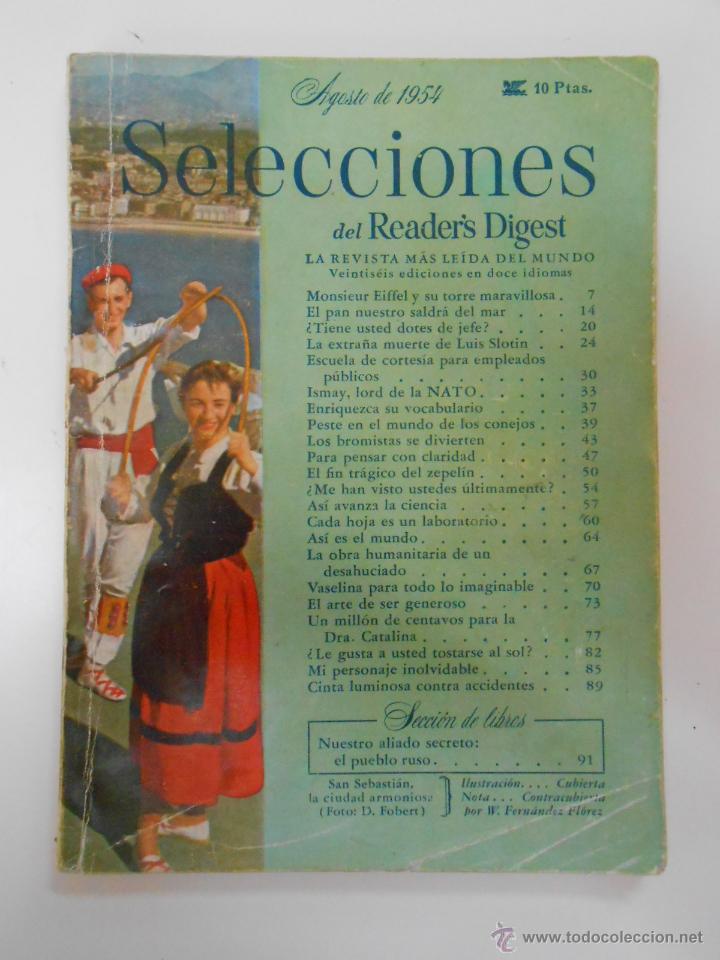 Agosto de 1954
10 Ptas.
Selecciones
del Reader's Digest
LA REVISTA MÁS LEÍDA DEL MUNDO
Veintiséis ediciones en doce idiomas
Monsieur Eiffel y su torre maravillosa . 7
El pan nuestro saldrá del mar . . . 14
¿Tiene usted dotes de jefe? . . . . 20
La extraña muerte de Luis Slotin . . 24
Escuela de cortesía para empleados
públicos . . . . . . . . . 30
Ismay, lord de la NATO . . . . . 33
Enriquezca su vocabulario . . . . 37
Peste en el mundo de los conejos . . 39
Los bromistas se divierten . . . . 43
Para pensar con claridad . . . . . 47
El fin trágico del zepelín . . . . . 50
¿Me han visto ustedes últimamente? . 54
Así avanza la ciencia . . . . . . 57
Cada hoja es un laboratorio . . . . 60
Así es el mundo . . . . . . . 64
La obra humanitaria de un
desahuciado . . . . . . . 67
Vaselina para todo lo imaginable . . 70
El arte de ser generoso . . . . . 73
Un millón de centavos para la
Dra. Catalina . . . . . . . 77
¿Le gusta a usted tostarse al sol? . . 82
Mi personaje inolvidable . . . . . 85
Cinta luminosa contra accidentes . . 89
Sección de libros
Nuestro aliado secreto:
el pueblo ruso . . . . . . . 91
San Sebastián,
la ciudad armoniosa
(Foto: D. Fobert)
Ilustración.... Cubierta
Nota... Contracubierta
por W. Fernández Flórez
© www.todocoleccion.net